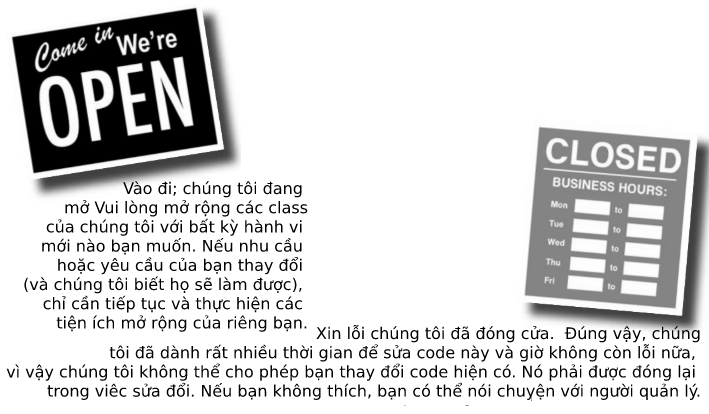 Come in We're
OPEN
Vào đi; chúng tôi đang
mở Vui lòng mở rộng các class
của chúng tôi với bất kỳ hành vi
mới nào bạn muốn. Nếu nhu cầu
hoặc yêu cầu của bạn thay đổi
(và chúng tôi biết họ sẽ làm được),
chỉ cần tiếp tục và thực hiện các
tiện ích mở rộng của riêng bạn.
CLOSED
BUSINESS HOURS:
Mon to
Tue to
Wed to
Thu to
Fri to
Xin lỗi chúng tôi đã đóng cửa. Đúng vậy, chúng
tôi đã dành rất nhiều thời gian để sửa code này và giờ không còn lỗi nữa,
vì vậy chúng tôi không thể cho phép bạn thay đổi code hiện có. Nó phải được đóng lại
trong viêc sửa đổi. Nếu bạn không thích, bạn có thể nói chuyện với người quản lý.